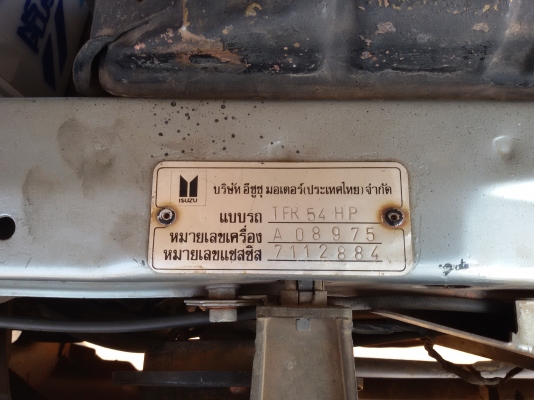 ISUZU
บริษัท อีซูซุ มอเตอร์(ประเทศไทย)จำกัด
แบบรถ TFR 54 HP
หมายเลขเครื่อง A 08975
หมายเลขแชสซิส 7112884